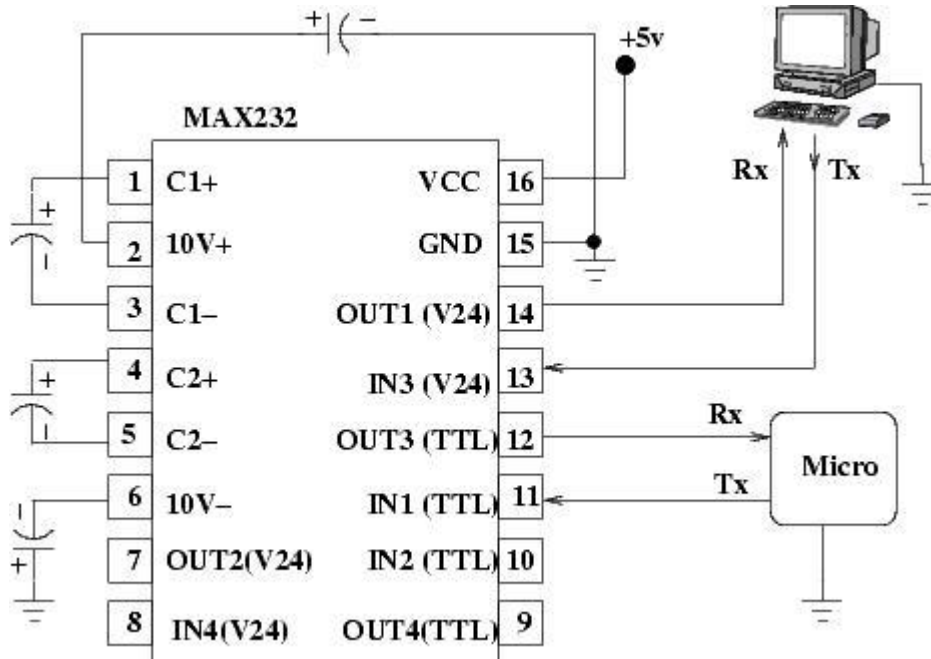 + −
+5v
MAX232
1 C1+ VCC 16
Rx Tx
+
2 10V+ GND 15
−
3 C1− OUT1 (V24) 14
4 C2+ IN3 (V24) 13
+
Rx
5 C2− OUT3 (TTL) 12
−
Micro
Tx
6 10V− IN1 (TTL) 11
−
+
7 OUT2(V24) IN2 (TTL) 10
8 IN4(V24) OUT4(TTL) 9